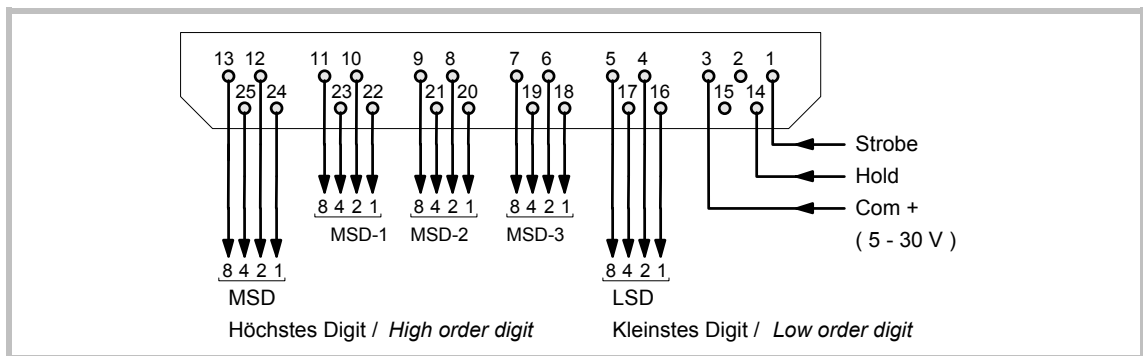 13 12 11 10 9 8 7 6 5 4 3 2 1
25 24 23 22 21 20 19 18 17 16 15 14
Strobe
Hold
8 4 2 1 8 4 2 1 8 4 2 1 Com +
MSD-1 MSD-2 MSD-3 ( 5 - 30 V )
8 4 2 1 8 4 2 1
MSD LSD
Höchstes Digit / High order digit Kleinstes Digit / Low order digit